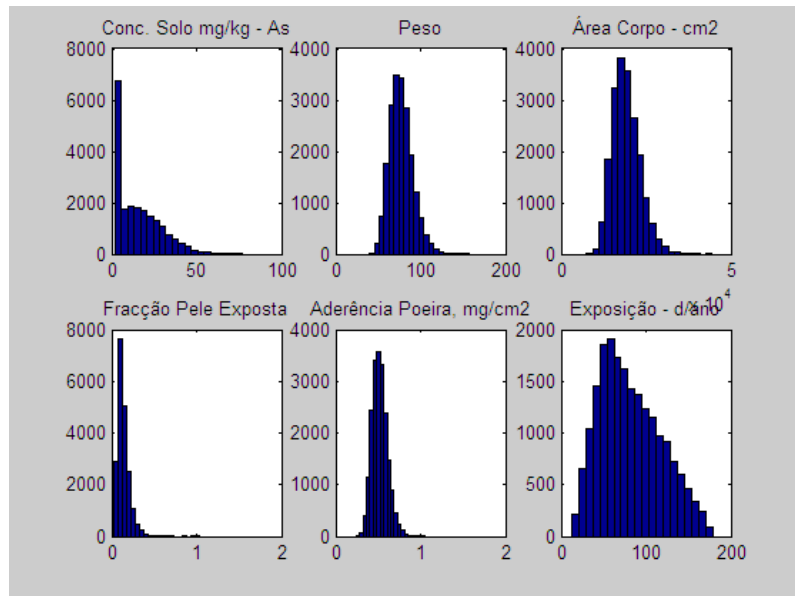 Conc. Solo mg/kg - As
8000
6000
4000
2000
0
0 50 100
Peso
4000
3000
2000
1000
0
0 100 200
Área Corpo - cm2
4000
3000
2000
1000
0
0 5
x 10^4
Fracção Pele Exposta
8000
6000
4000
2000
0
0 1 2
Aderência Poeira, mg/cm2
4000
3000
2000
1000
0
0 1 2
Exposição - d/ano
2000
1500
1000
500
0
0 100 200